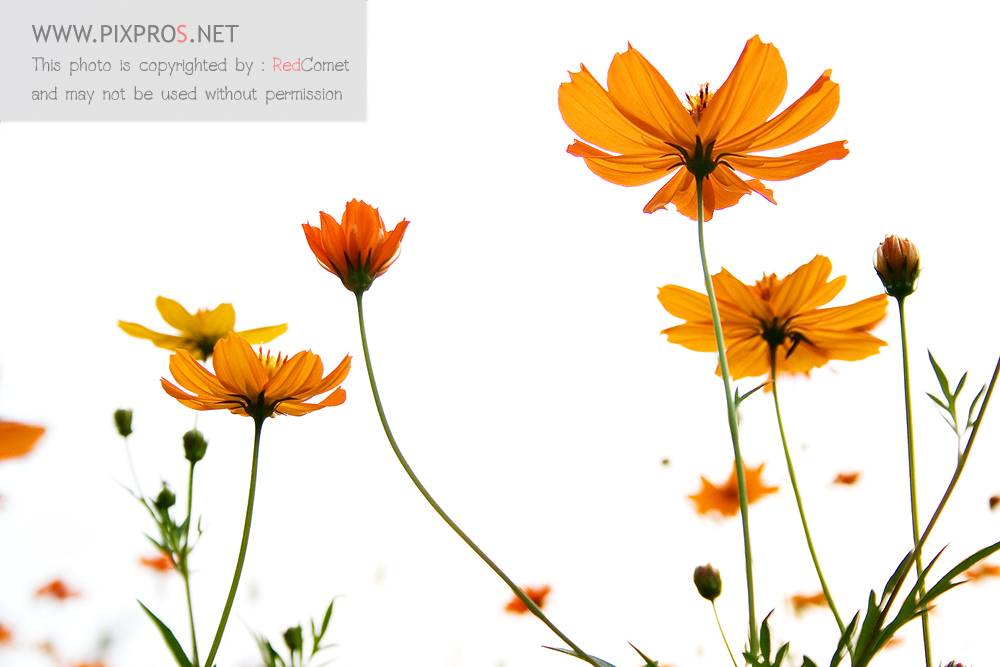 WWW.PIXPROS.NET
This photo is copyrighted by : RedComet
and may not be used without permission